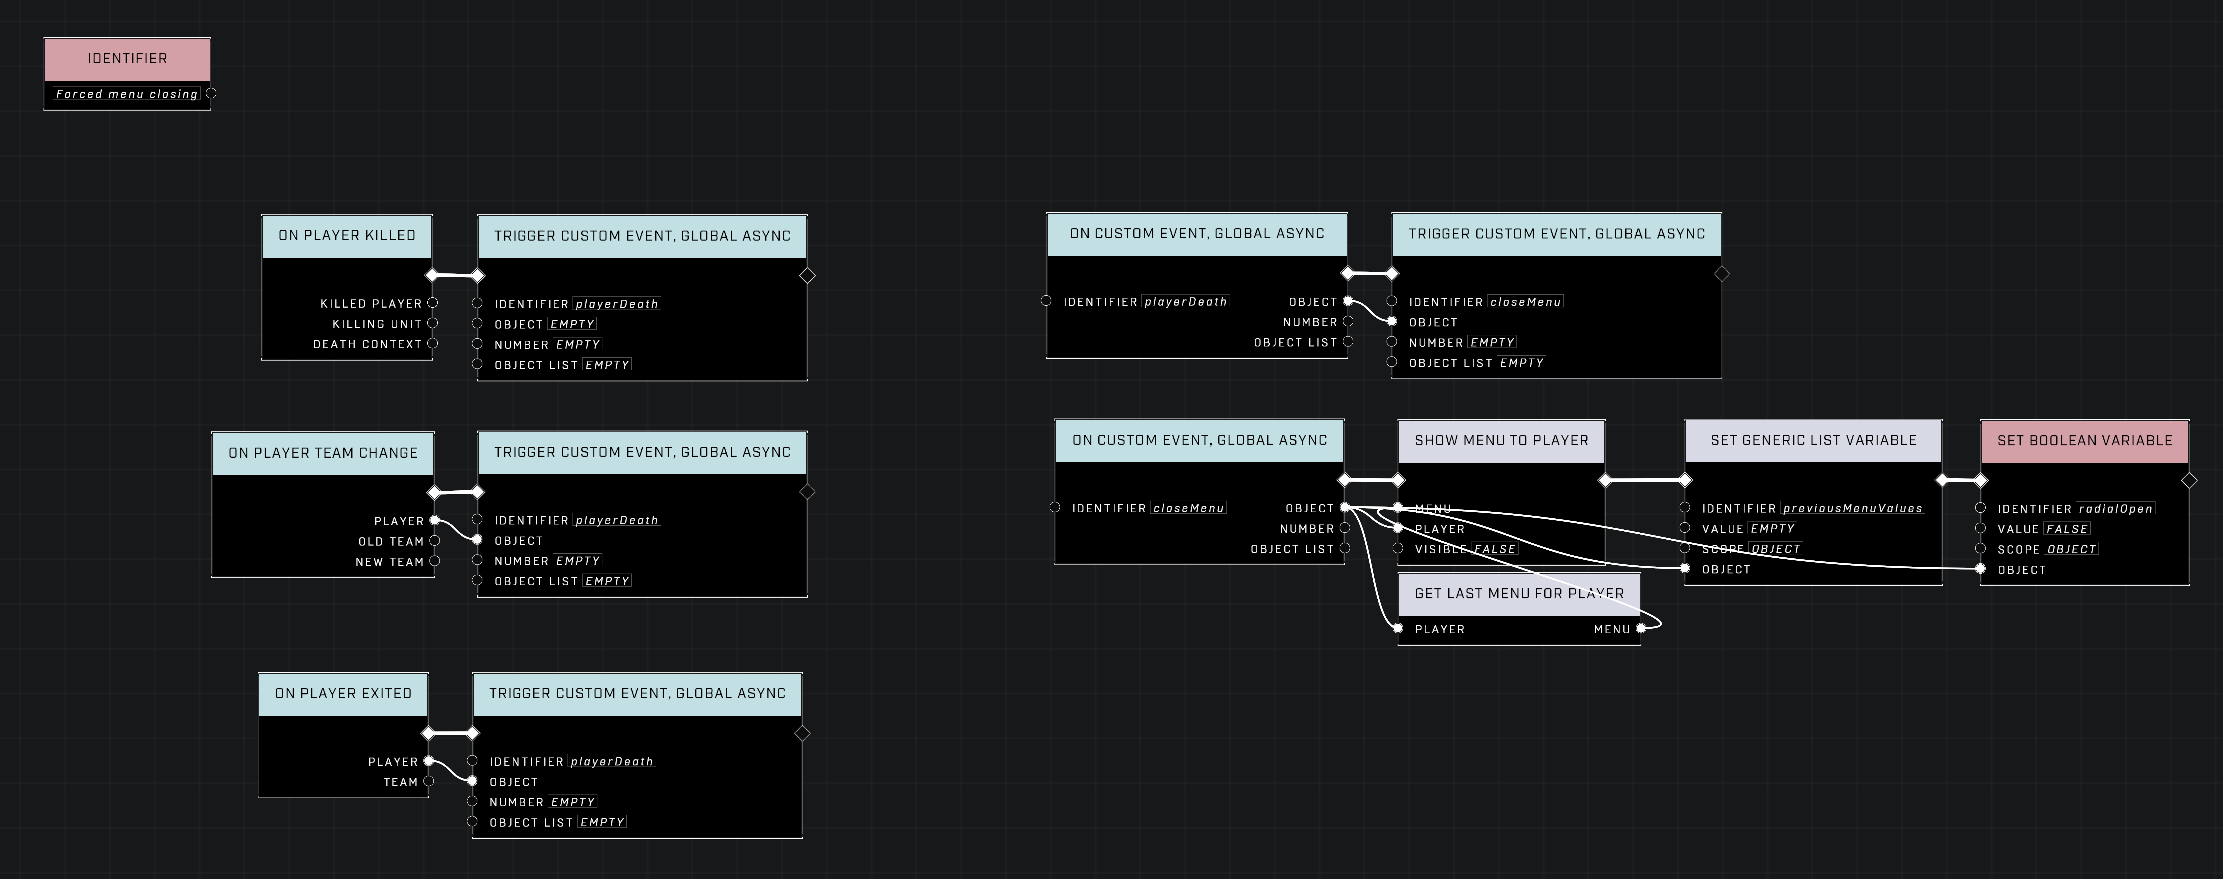 IDENTIFIER
Forced menu closing
ON PLAYER KILLED
KILLED PLAYER
KILLING UNIT
DEATH CONTEXT
TRIGGER CUSTOM EVENT, GLOBAL ASYNC
IDENTIFIER playerDeath
OBJECT EMPTY
NUMBER EMPTY
OBJECT LIST EMPTY
ON PLAYER TEAM CHANGE
PLAYER
OLD TEAM
NEW TEAM
TRIGGER CUSTOM EVENT, GLOBAL ASYNC
IDENTIFIER playerDeath
OBJECT
NUMBER EMPTY
OBJECT LIST EMPTY
ON PLAYER EXITED
PLAYER
TEAM
TRIGGER CUSTOM EVENT, GLOBAL ASYNC
IDENTIFIER playerDeath
OBJECT
NUMBER EMPTY
OBJECT LIST EMPTY
ON CUSTOM EVENT, GLOBAL ASYNC
IDENTIFIER playerDeath OBJECT
NUMBER
OBJECT LIST
TRIGGER CUSTOM EVENT, GLOBAL ASYNC
IDENTIFIER closeMenu
OBJECT
NUMBER EMPTY
OBJECT LIST EMPTY
ON CUSTOM EVENT, GLOBAL ASYNC
IDENTIFIER closeMenu OBJECT
NUMBER
OBJECT LIST
SHOW MENU TO PLAYER
MENU
PLAYER
VISIBLE FALSE
GET LAST MENU FOR PLAYER
PLAYER MENU
SET GENERIC LIST VARIABLE
IDENTIFIER previousMenuValues
VALUE EMPTY
SCOPE OBJECT
OBJECT
SET BOOLEAN VARIABLE
IDENTIFIER radialOpen
VALUE FALSE
SCOPE OBJECT
OBJECT